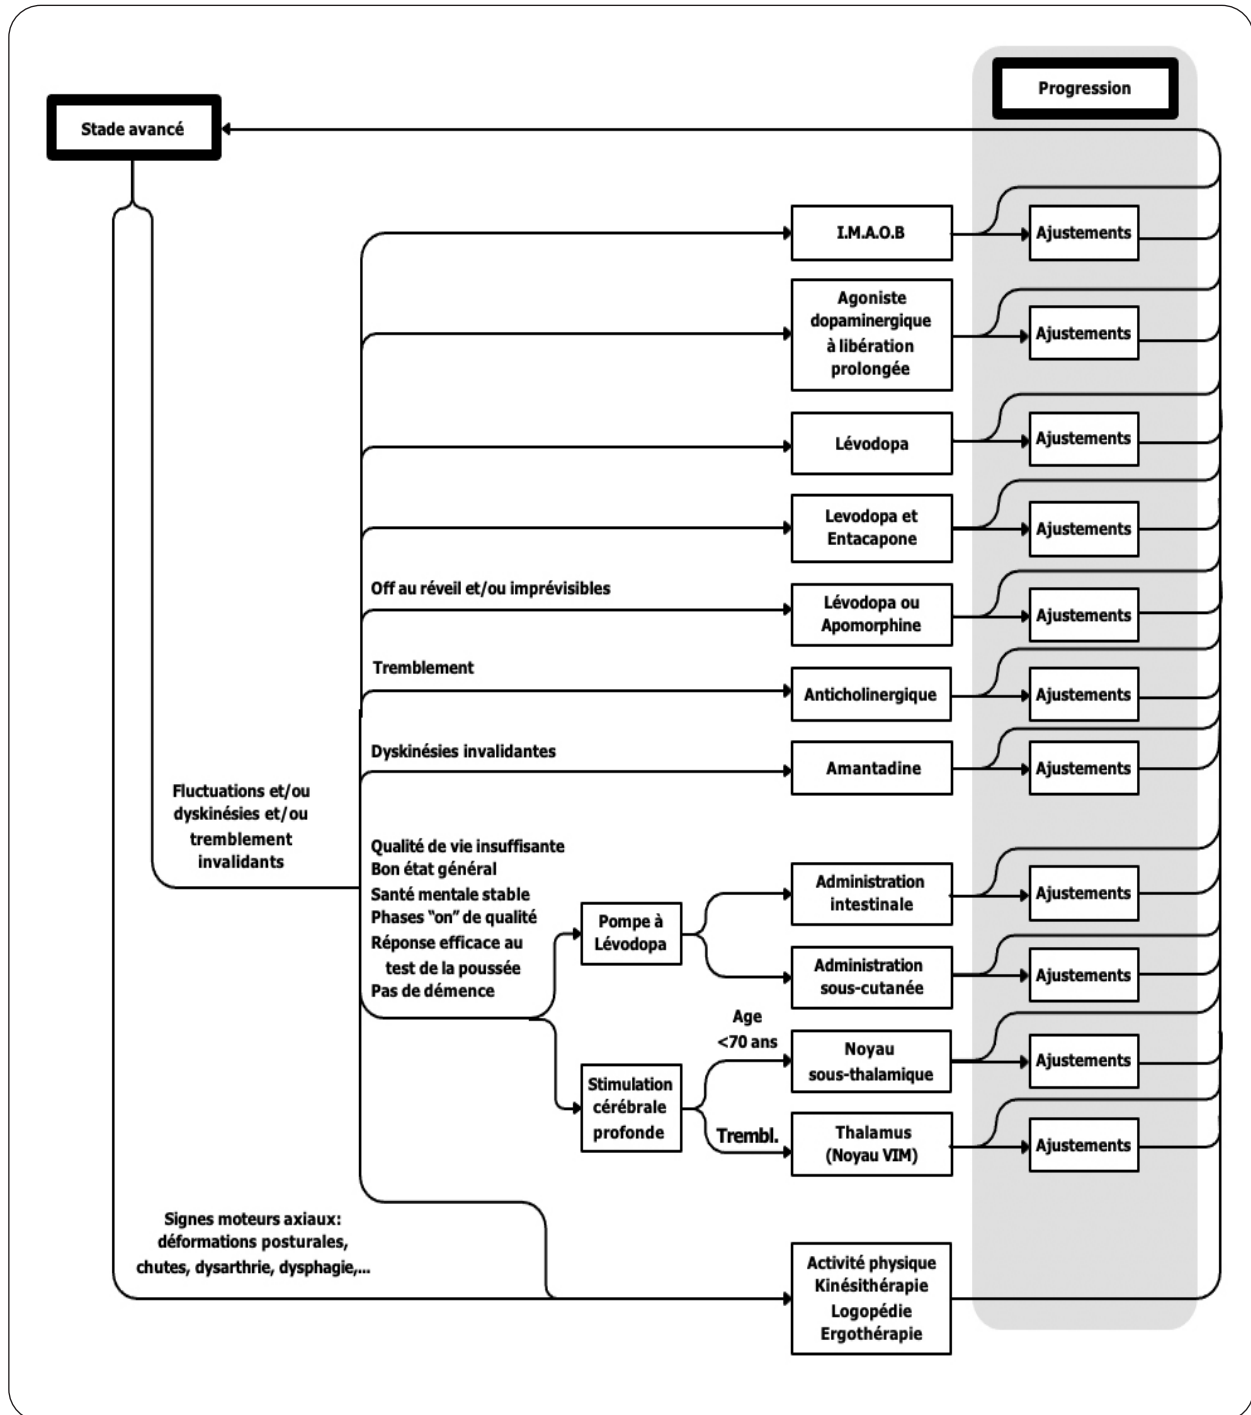 Progression
Stade avancé
I.M.A.O.B
Ajustements
Agoniste
dopaminergique
à libération
prolongée
Ajustements
Lévodopa
Ajustements
Levodopa et
Entacapone
Ajustements
Off au réveil et/ou imprévisibles
Lévodopa ou
Apomorphine
Ajustements
Tremblement
Anticholinergique
Ajustements
Dyskinésies invalidantes
Amantadine
Ajustements
Fluctuations et/ou
dyskinésies et/ou
tremblement
invalidants
Qualité de vie insuffisante
Bon état général
Santé mentale stable
Phases “on” de qualité
Réponse efficace au
test de la poussée
Pas de démence
Pompe à
Lévodopa
Administration
intestinale
Ajustements
Administration
sous-cutanée
Ajustements
Age
<70 ans
Noyau
sous-thalamique
Ajustements
Stimulation
cérébrale
profonde
Trembl.
Thalamus
(Noyau VIM)
Ajustements
Signes moteurs axiaux:
déformations posturales,
chutes, dysarthrie, dysphagie,...
Activité physique
Kinésithérapie
Logopédie
Ergothérapie